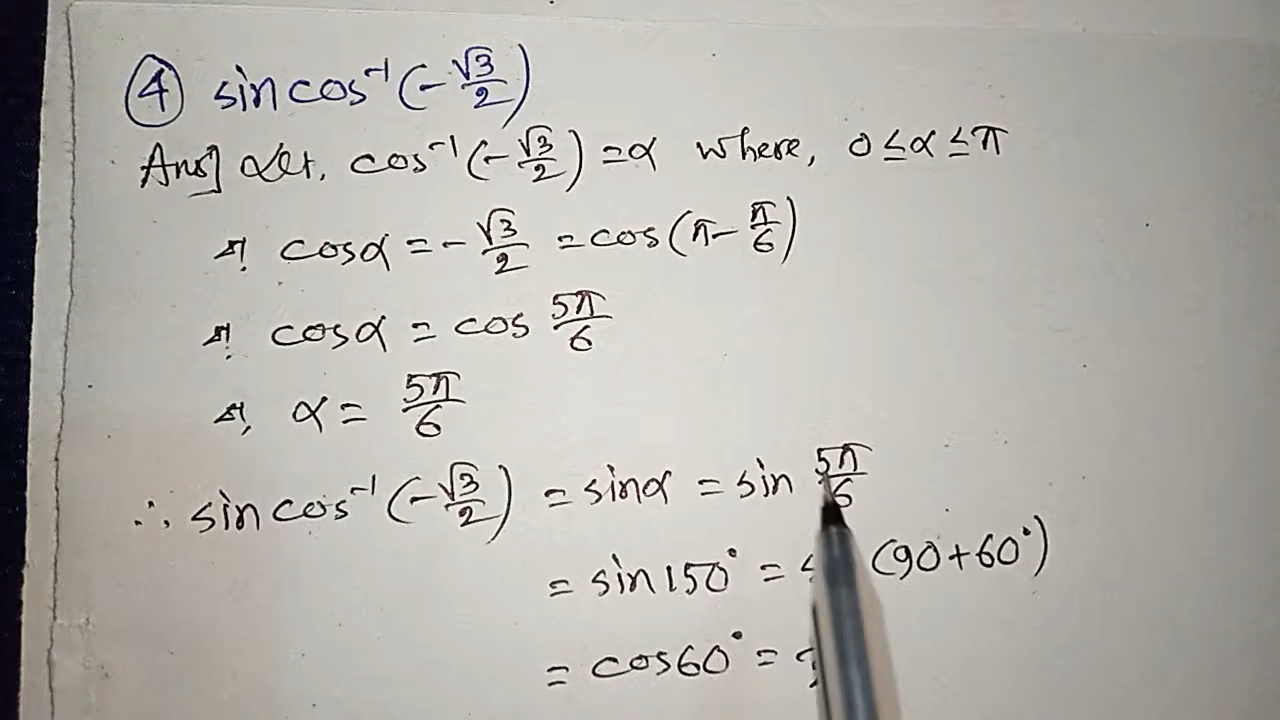 ④ sin cos⁻¹ (-√3/2)
Ans] Let, cos⁻¹ (-√3/2) = α where, 0 ≤ α ≤ π
⇒ cos α = -√3/2 = cos (π - π/6)
⇒ cos α = cos 5π/6
⇒ α = 5π/6
∴ sin cos⁻¹ (-√3/2) = sin α = sin 5π/6
= sin 150° = (90 + 60°)
= cos 60° =